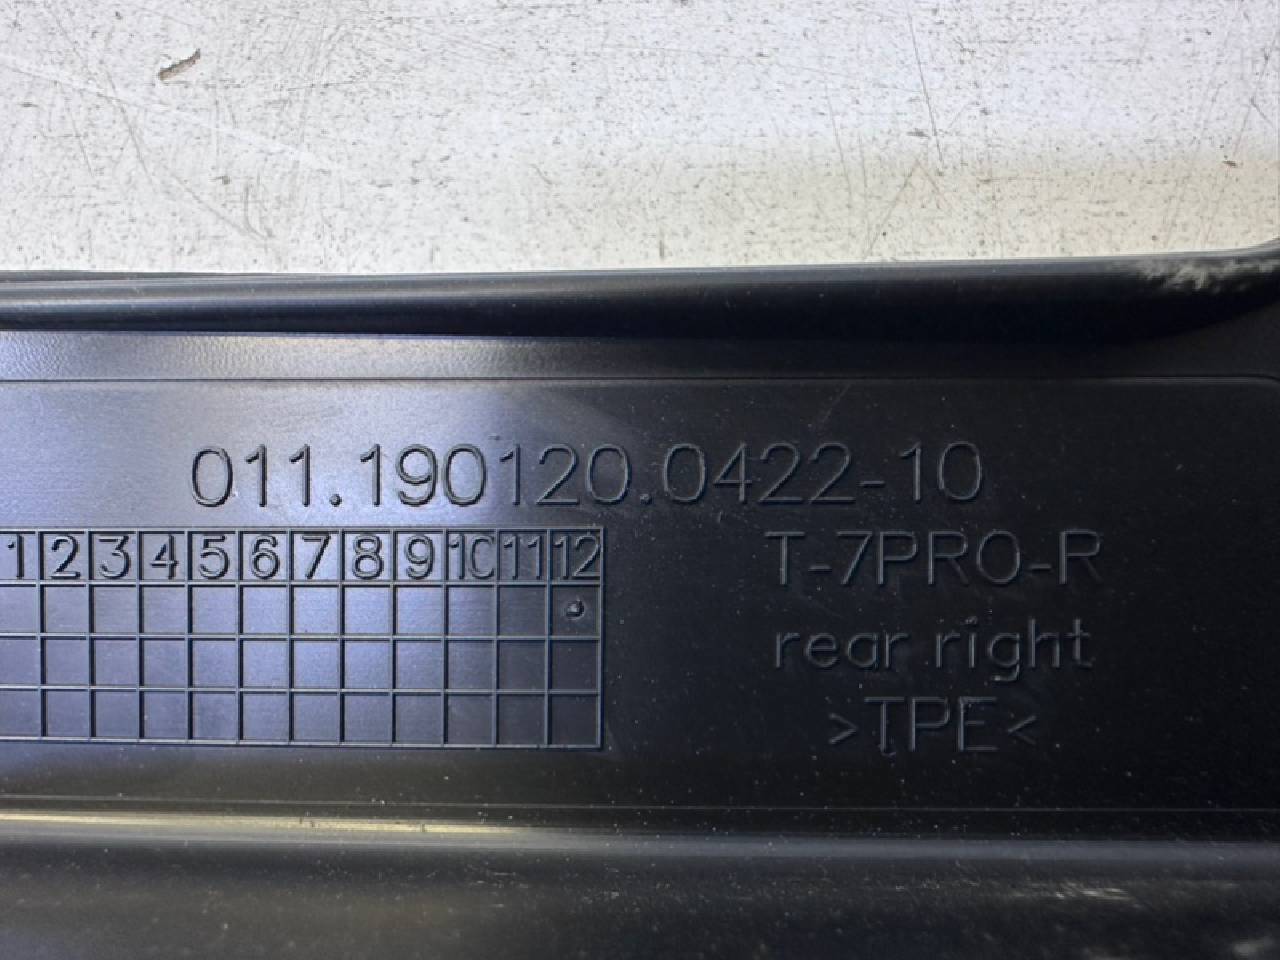 011.190120.0422-10
1 2 3 4 5 6 7 8 9 10 11 12
T-7PRO-R
rear right
>TPE<